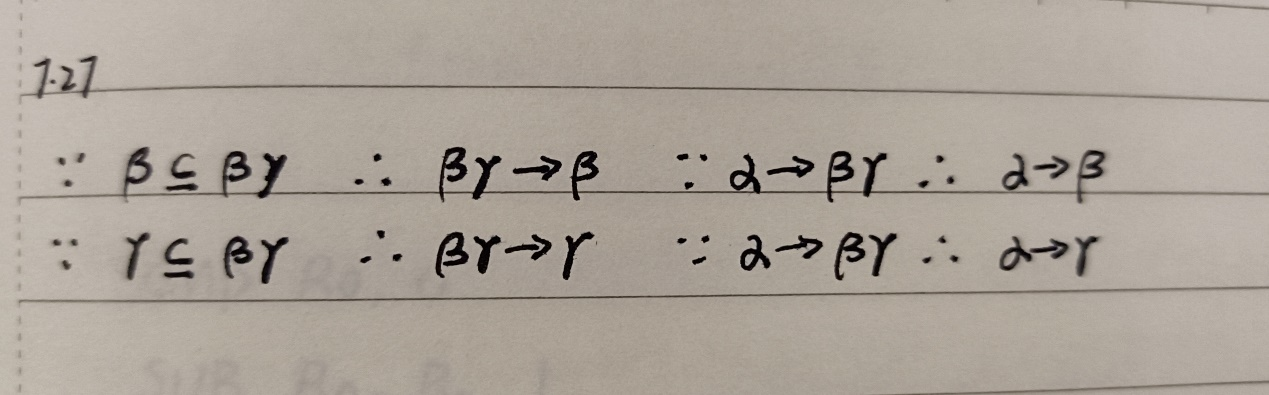 7.27
∵ β ⊆ βγ ∴ βγ → β ∵ α → βγ ∴ α → β
∵ γ ⊆ βγ ∴ βγ → γ ∵ α → βγ ∴ α → γ